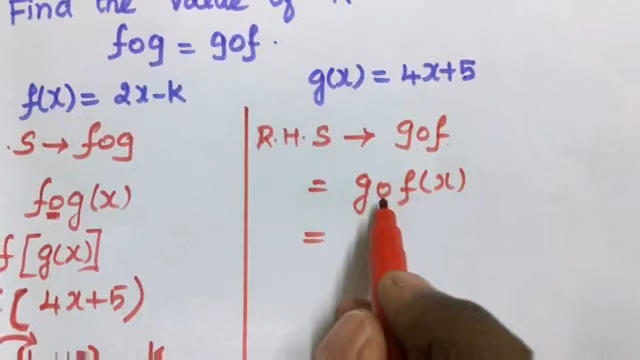 Find the value of K
fog = gof.
f(x) = 2x-k
g(x) = 4x+5
.S → fog
fog(x)
f[g(x)]
(4x+5)
R.H.S → gof
= gof(x)
=